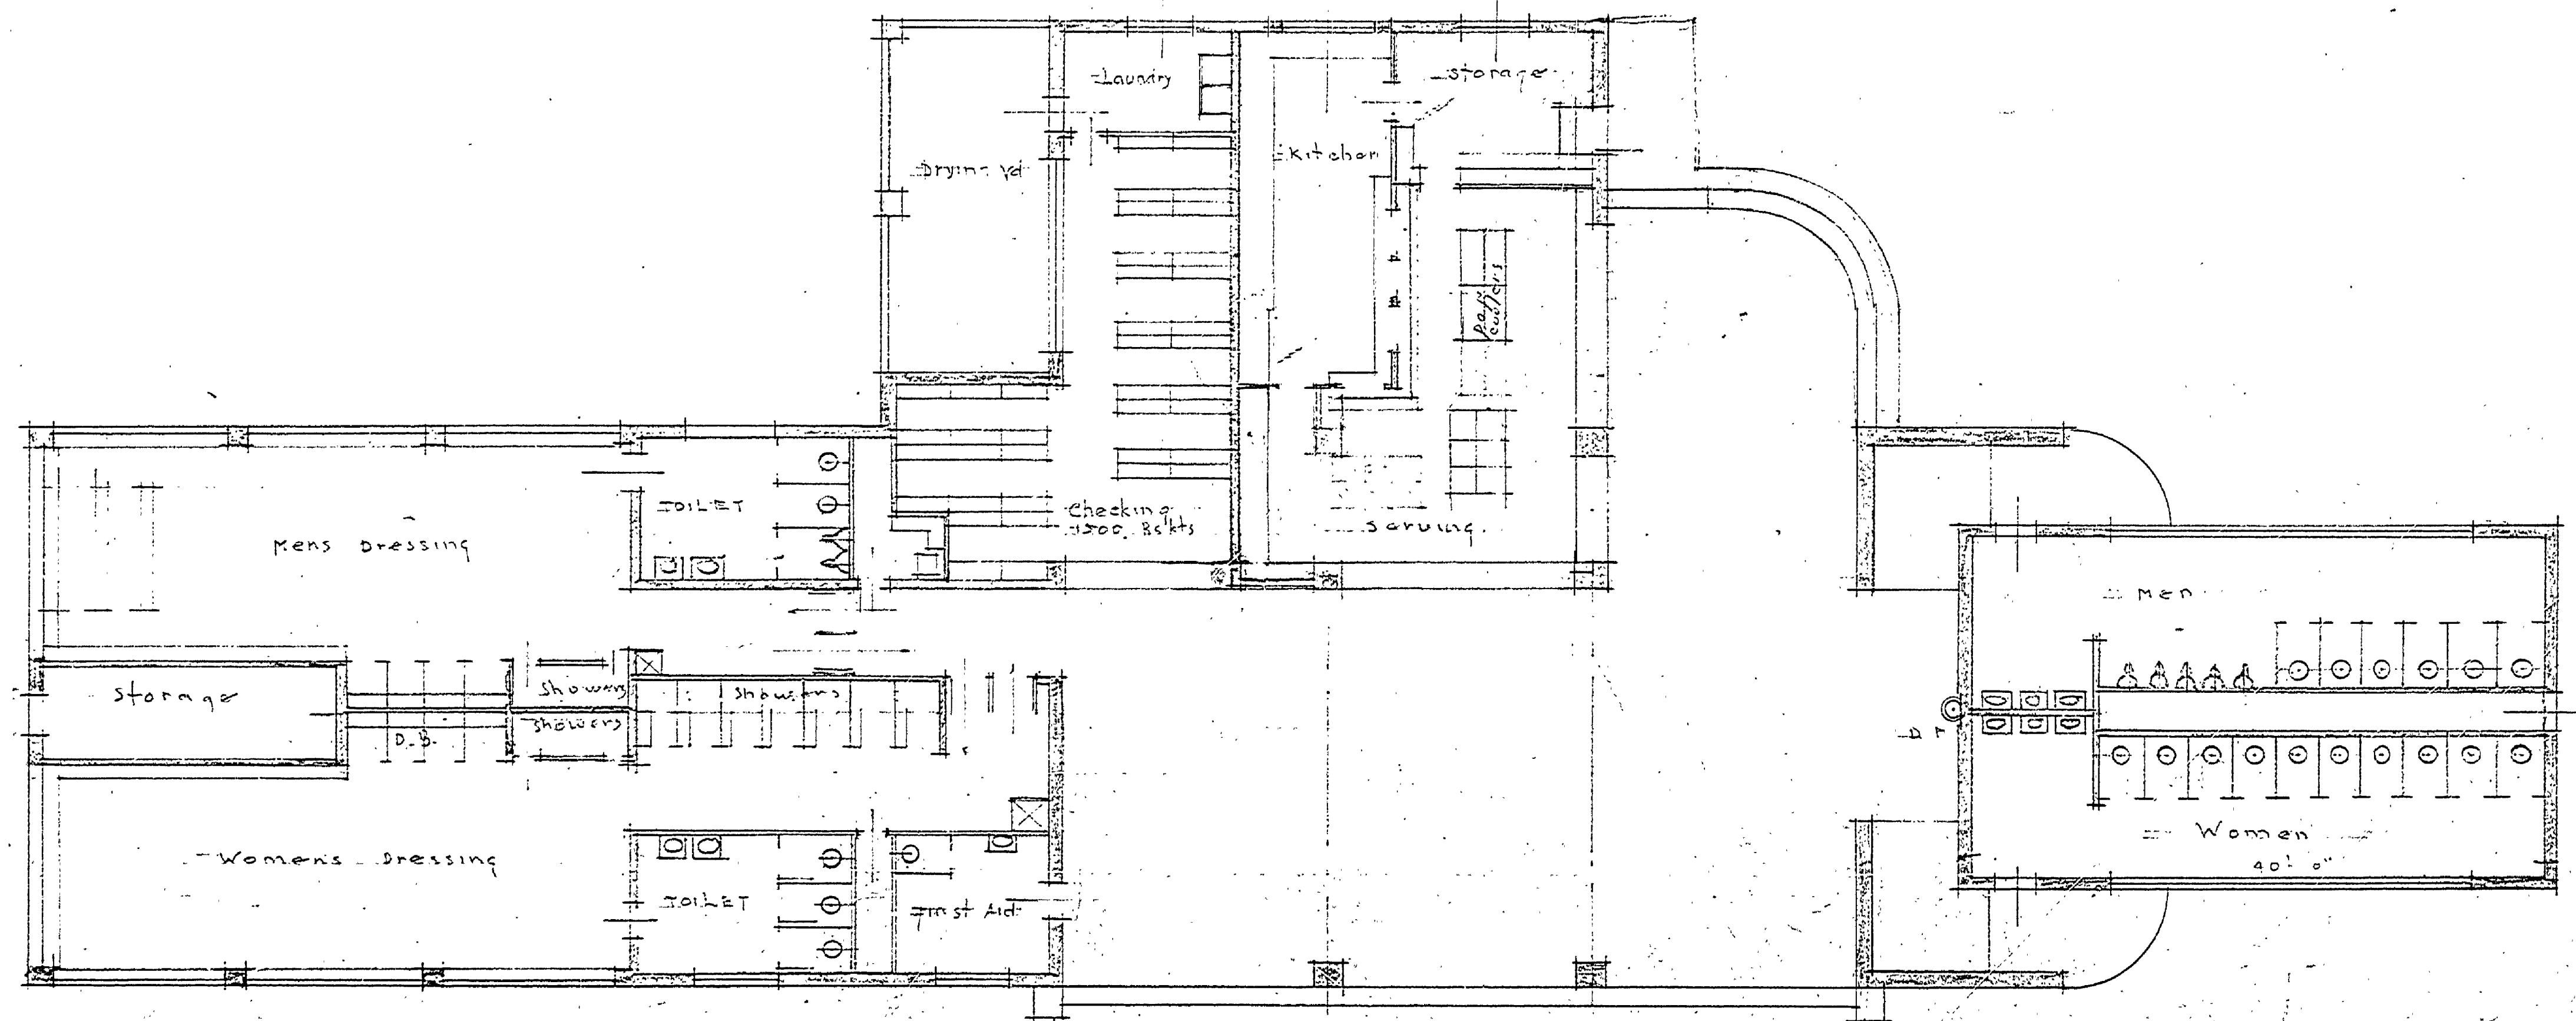 Laundry
storage
Drying Yd
Kitchen
TOILET
Checking
1500 Bskts
Serving
Mens Dressing
Men
storage
showers
showers
showers
D.B.
D F
Women
40'-0"
Womens Dressing
TOILET
First Aid